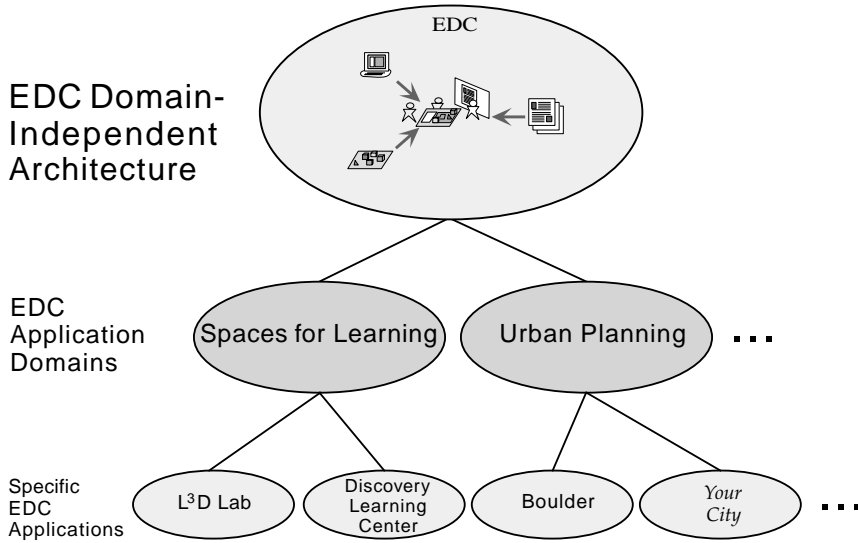 EDC
EDC Domain-
Independent
Architecture
EDC
Application
Domains
Spaces for Learning
Urban Planning
...
Specific
EDC
Applications
L³D Lab
Discovery
Learning
Center
Boulder
Your
City
...